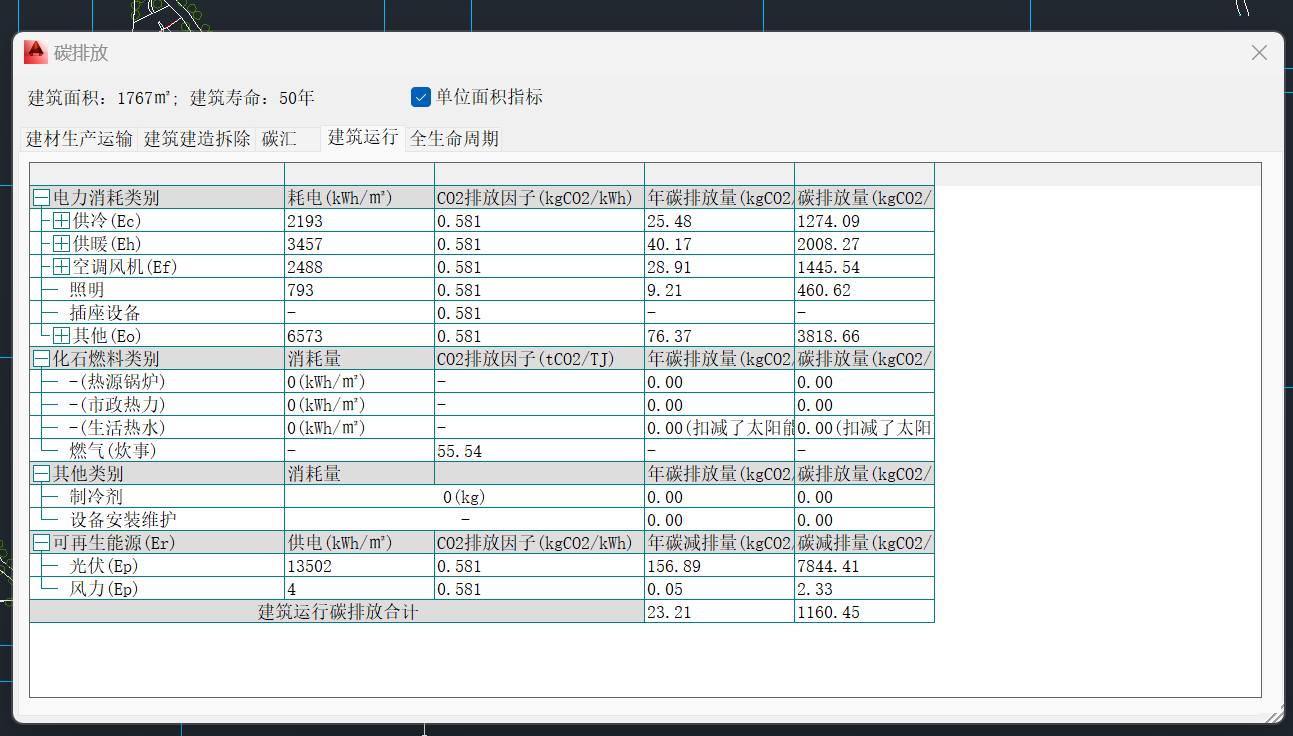 碳排放
建筑面积：1767㎡；建筑寿命：50年 单位面积指标
建材生产运输 建筑建造拆除 碳汇 建筑运行 全生命周期
电力消耗类别 耗电(kWh/㎡) CO2排放因子(kgCO2/kWh) 年碳排放量(kgCO2/ 碳排放量(kgCO2/
供冷(Ec) 2193 0.581 25.48 1274.09
供暖(Eh) 3457 0.581 40.17 2008.27
空调风机(Ef) 2488 0.581 28.91 1445.54
照明 793 0.581 9.21 460.62
插座设备 - 0.581 - -
其他(Eo) 6573 0.581 76.37 3818.66
化石燃料类别 消耗量 CO2排放因子(tCO2/TJ) 年碳排放量(kgCO2/ 碳排放量(kgCO2/
-(热源锅炉) 0(kWh/㎡) - 0.00 0.00
-(市政热力) 0(kWh/㎡) - 0.00 0.00
-(生活热水) 0(kWh/㎡) - 0.00(扣减了太阳能 0.00(扣减了太阳
燃气(炊事) - 55.54 - -
其他类别 消耗量 年碳排放量(kgCO2/ 碳排放量(kgCO2/
制冷剂 0(kg) 0.00 0.00
设备安装维护 - 0.00 0.00
可再生能源(Er) 供电(kWh/㎡) CO2排放因子(kgCO2/kWh) 年碳减排量(kgCO2/ 碳减排量(kgCO2/
光伏(Ep) 13502 0.581 156.89 7844.41
风力(Ep) 4 0.581 0.05 2.33
建筑运行碳排放合计 23.21 1160.45